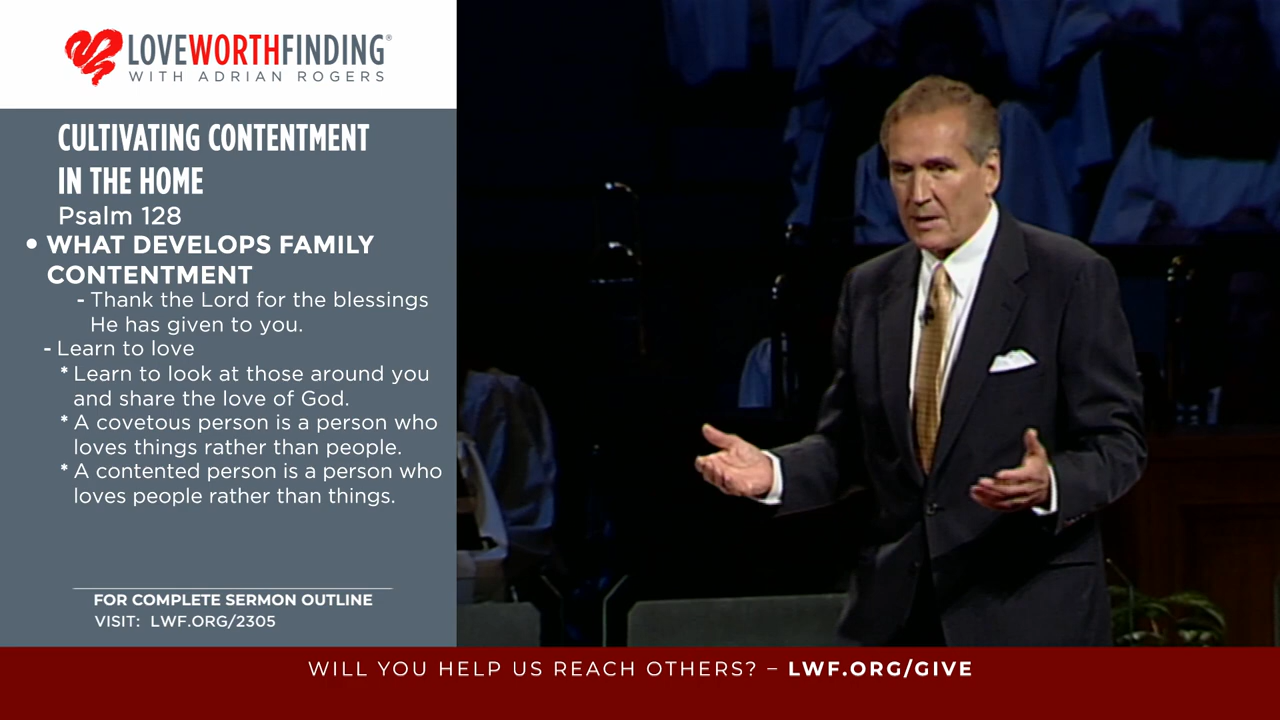 LOVEWORTHFINDING®
WITH ADRIAN ROGERS
CULTIVATING CONTENTMENT
IN THE HOME
Psalm 128
• WHAT DEVELOPS FAMILY
CONTENTMENT
- Thank the Lord for the blessings
He has given to you.
- Learn to love
* Learn to look at those around you
and share the love of God.
* A covetous person is a person who
loves things rather than people.
* A contented person is a person who
loves people rather than things.
FOR COMPLETE SERMON OUTLINE
VISIT: LWF.ORG/2305
WILL YOU HELP US REACH OTHERS? – LWF.ORG/GIVE